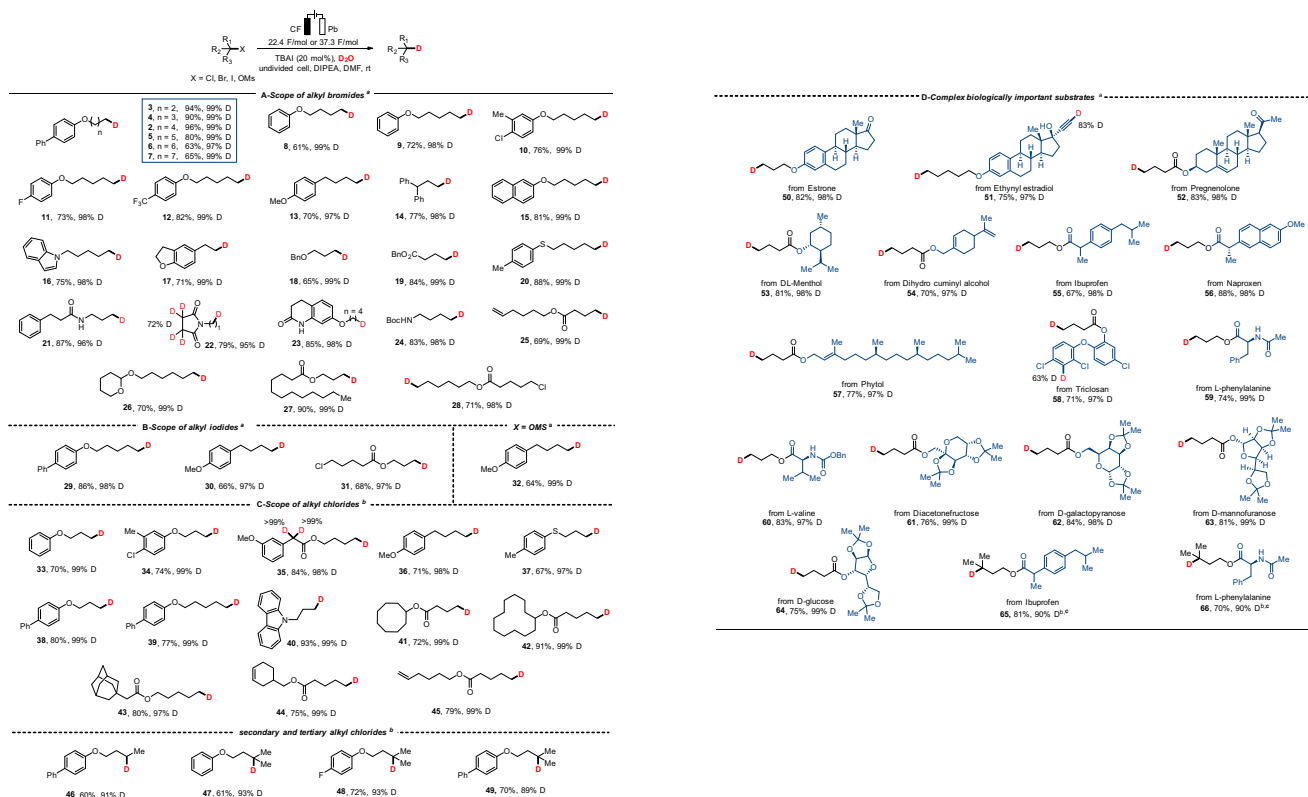 CF Pb
R1
R2 X
R3
22.4 F/mol or 37.3 F/mol
TBAI (20 mol%), D2O
undivided cell, DIPEA, DMF, rt
R1
R2 D
R3
X = Cl, Br, I, OMs
A-Scope of alkyl bromides a
3, n = 2, 94%, 99% D
4, n = 3, 90%, 99% D
2, n = 4, 96%, 99% D
5, n = 5, 80%, 99% D
6, n = 6, 63%, 97% D
7, n = 7, 65%, 99% D
8, 61%, 99% D
9, 72%, 98% D
10, 76%, 99% D
11, 73%, 98% D
12, 82%, 99% D
13, 70%, 97% D
14, 77%, 98% D
15, 81%, 99% D
16, 75%, 98% D
17, 71%, 99% D
18, 65%, 99% D
19, 84%, 99% D
20, 88%, 99% D
72% D
n = 4
21, 87%, 96% D
22, 79%, 95% D
23, 85%, 98% D
24, 83%, 98% D
25, 69%, 99% D
26, 70%, 99% D
27, 90%, 99% D
28, 71%, 98% D
B-Scope of alkyl iodides a
X = OMS a
29, 86%, 98% D
30, 66%, 97% D
31, 68%, 97% D
32, 64%, 99% D
C-Scope of alkyl chlorides b
>99% >99%
33, 70%, 99% D
34, 74%, 99% D
35, 84%, 98% D
36, 71%, 98% D
37, 67%, 97% D
38, 80%, 99% D
39, 77%, 99% D
40, 93%, 99% D
41, 72%, 99% D
42, 91%, 99% D
43, 80%, 97% D
44, 75%, 99% D
45, 79%, 99% D
secondary and tertiary alkyl chlorides b
46, 60%, 91% D
47, 61%, 93% D
48, 72%, 93% D
49, 70%, 89% D
D-Complex biologically important substrates a
83% D
from Estrone
50, 82%, 98% D
from Ethynyl estradiol
51, 75%, 97% D
from Pregnenolone
52, 83%, 98% D
from DL-Menthol
53, 81%, 98% D
from Dihydro cuminyl alcohol
54, 70%, 97% D
from Ibuprofen
55, 67%, 98% D
from Naproxen
56, 88%, 98% D
from Phytol
57, 77%, 97% D
63% D
from Triclosan
58, 71%, 97% D
from L-phenylalanine
59, 74%, 99% D
from L-valine
60, 83%, 97% D
from Diacetonefructose
61, 76%, 99% D
from D-galactopyranose
62, 84%, 98% D
from D-mannofuranose
63, 81%, 99% D
from D-glucose
64, 75%, 99% D
from Ibuprofen
65, 81%, 90% Db,c
from L-phenylalanine
66, 70%, 90% Db,c